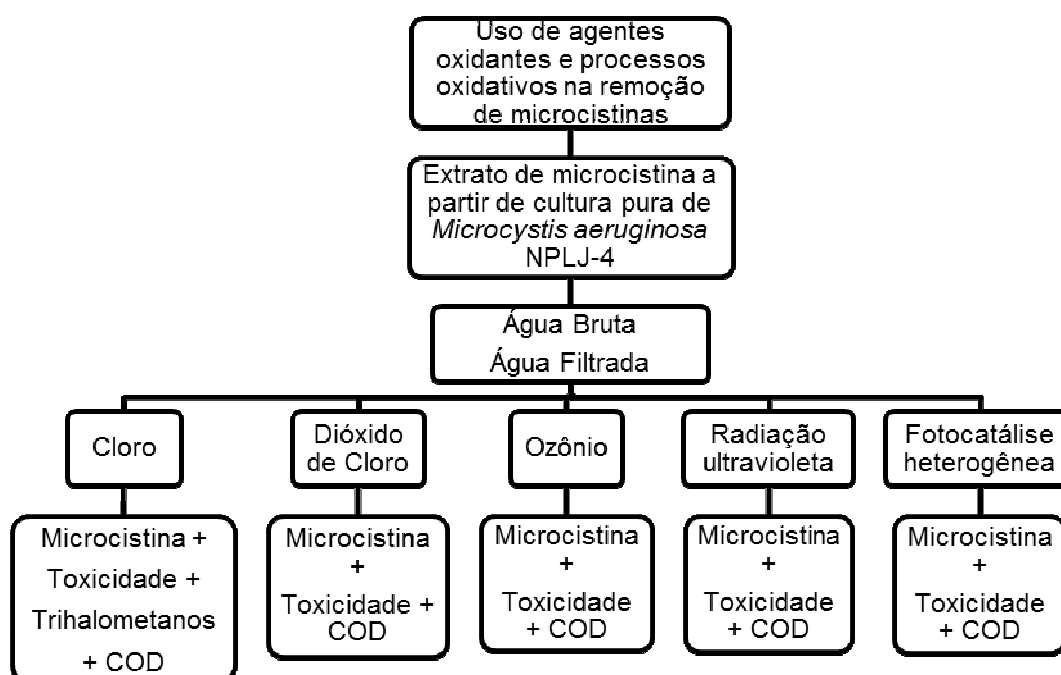 Uso de agentes
oxidantes e processos
oxidativos na remoção
de microcistinas
Extrato de microcistina a
partir de cultura pura de
Microcystis aeruginosa
NPLJ-4
Água Bruta
Água Filtrada
Cloro
Dióxido
de Cloro
Ozônio
Radiação
ultravioleta
Fotocatálise
heterogênea
Microcistina +
Toxicidade +
Trihalometanos
+ COD
Microcistina
+
Toxicidade +
COD
Microcistina
+
Toxicidade
+ COD
Microcistina
+
Toxicidade
+ COD
Microcistina
+
Toxicidade
+ COD